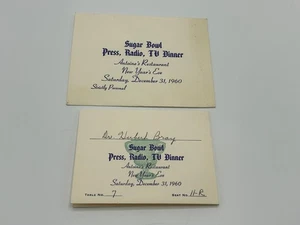 Sugar Bowl
Press, Radio, TV Dinner
Antoine's Restaurant
New Year's Eve
Saturday, December 31, 1960
Strictly Personal
Herbert
Sugar Bowl
Press, Radio, TV Dinner
Antoine's Restaurant
New Year's Eve
Saturday, December 31, 1960
TABLE NO. 7 SEAT NO.